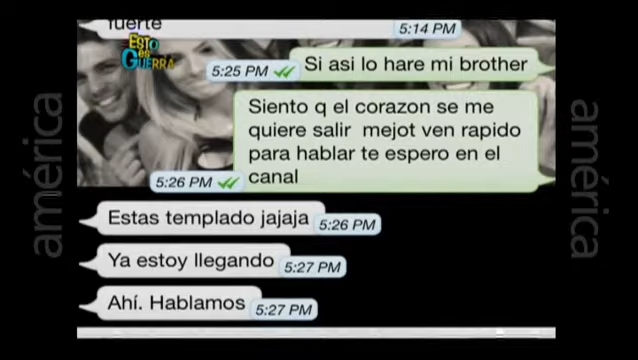 fuerte
5:14 PM
ESTO
es
GUERRA
Si asi lo hare mi brother
5:25 PM
Siento q el corazon se me
quiere salir mejot ven rapido
para hablar te espero en el
canal
5:26 PM
Estas templado jajaja
5:26 PM
Ya estoy llegando
5:27 PM
Ahí. Hablamos
5:27 PM
américa
américa